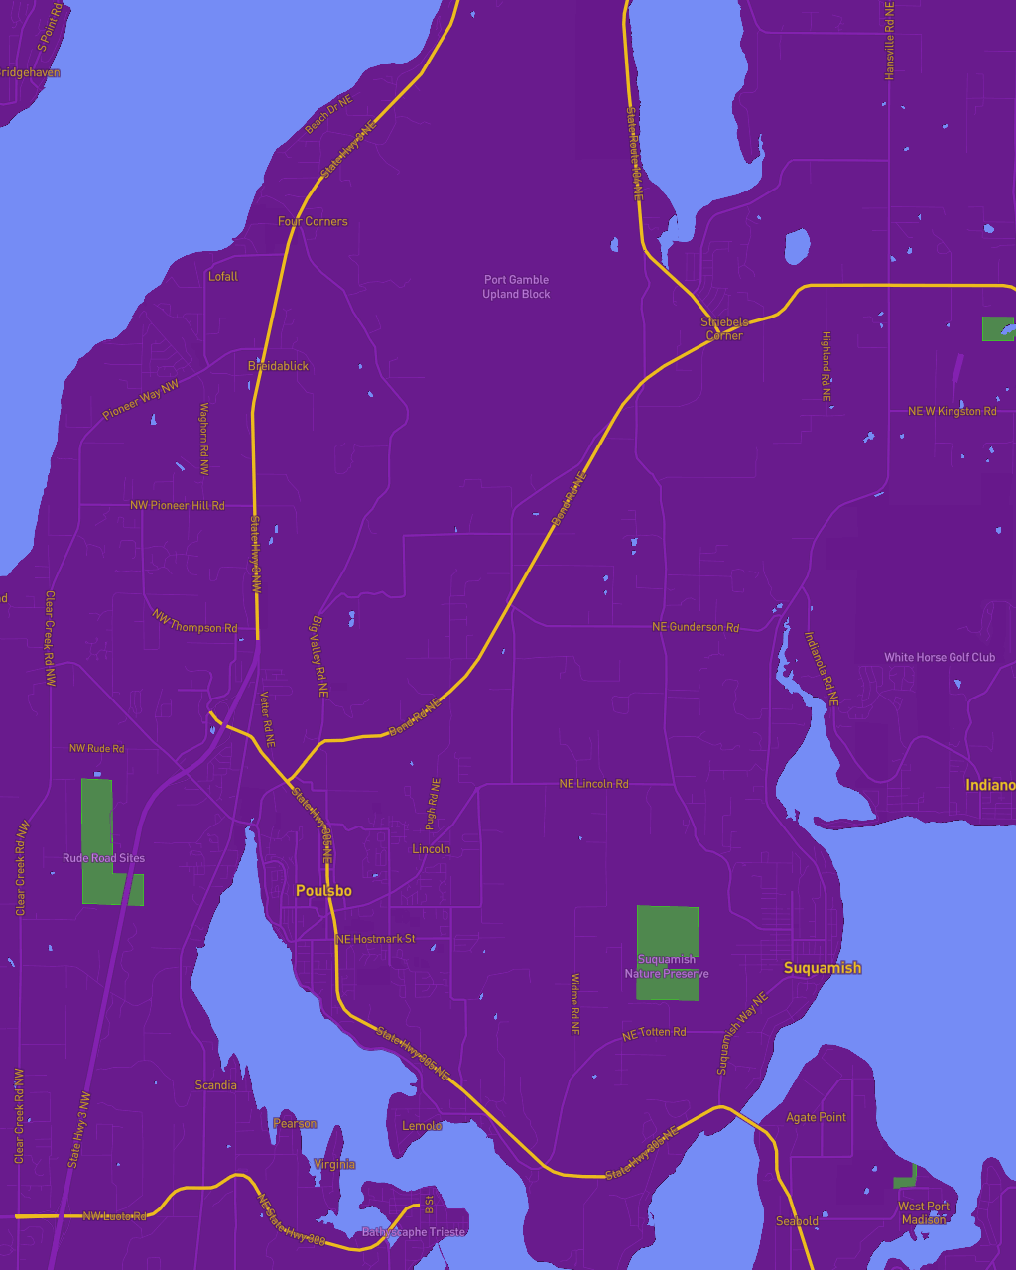 S Point Rd
Hansville Rd NE
Bridgehaven
Beach Dr NE
State Hwy 3 NE
State Route 104 NE
Four Corners
Lofall
Port Gamble
Upland Block
Striebels
Corner
Highland Rd NE
Breidablick
Pioneer Way NW
Waghorn Rd NW
NE W Kingston Rd
NW Pioneer Hill Rd
Bond Rd NE
State Hwy 3 NW
Clear Creek Rd NW
NW Thompson Rd
Big Valley Rd NE
NE Gunderson Rd
Indianola Rd NE
White Horse Golf Club
Vetter Rd NE
Bond Rd NE
NW Rude Rd
State Hwy 305 NE
Pugh Rd NE
NE Lincoln Rd
Indiano
Clear Creek Rd NW
Rude Road Sites
Lincoln
Poulsbo
NE Hostmark St
Suquamish
Nature Preserve
Suquamish
Widme Rd NE
Suquamish Way NE
NE Totten Rd
State Hwy 305 NE
Clear Creek Rd NW
State Hwy 3 NW
Scandia
Pearson
Lemolo
Agate Point
Virginia
State Hwy 305 NE
NW Luoto Rd
NE State Hwy 308
B St
Bathyscaphe Trieste
West Port
Madison
Seabold